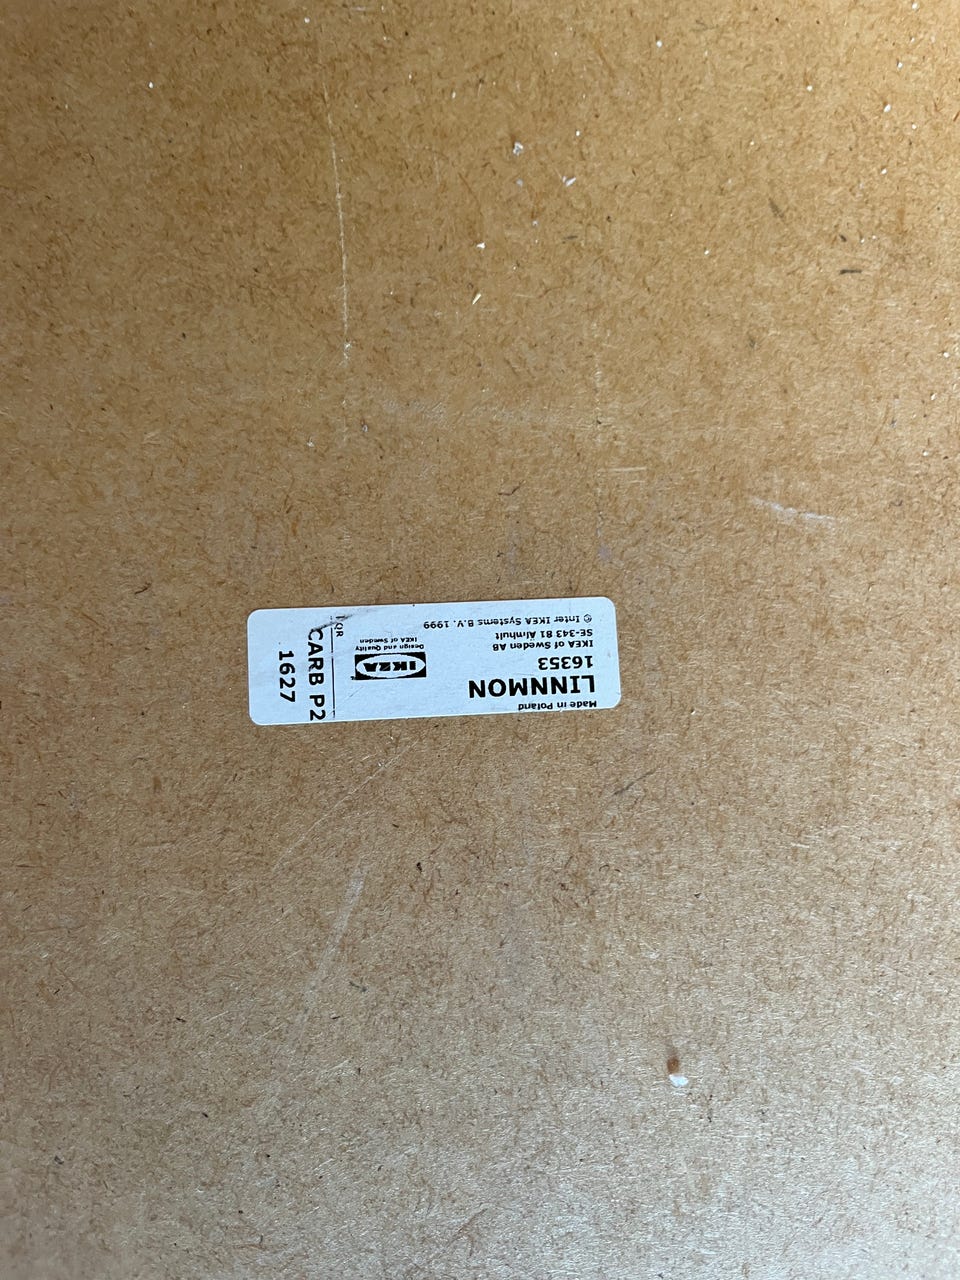 Made in Poland
LINNMON
16353
IKEA of Sweden AB
SE-343 81 Älmhult
© Inter IKEA Systems B.V. 1999
IKEA
Design and Quality
IKEA of Sweden
CARB P2
1627